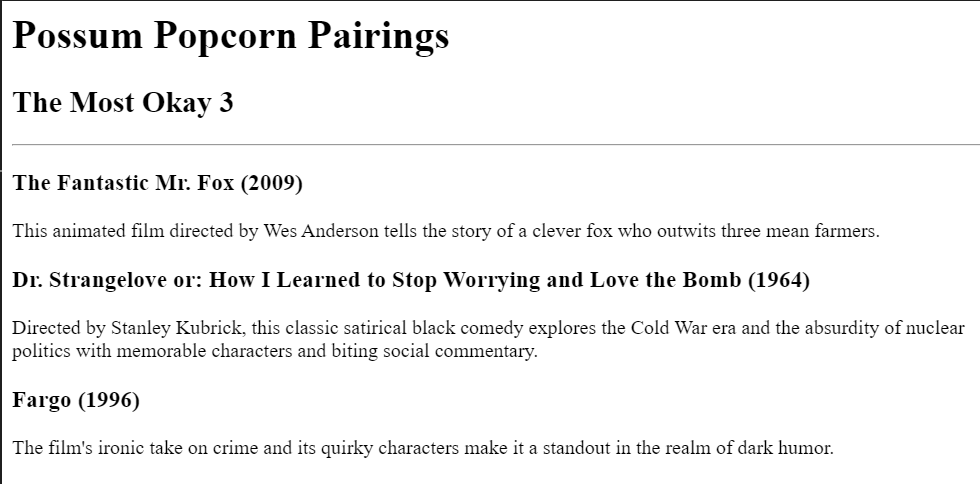 Possum Popcorn Pairings
The Most Okay 3
The Fantastic Mr. Fox (2009)
This animated film directed by Wes Anderson tells the story of a clever fox who outwits three mean farmers.
Dr. Strangelove or: How I Learned to Stop Worrying and Love the Bomb (1964)
Directed by Stanley Kubrick, this classic satirical black comedy explores the Cold War era and the absurdity of nuclear
politics with memorable characters and biting social commentary.
Fargo (1996)
The film's ironic take on crime and its quirky characters make it a standout in the realm of dark humor.